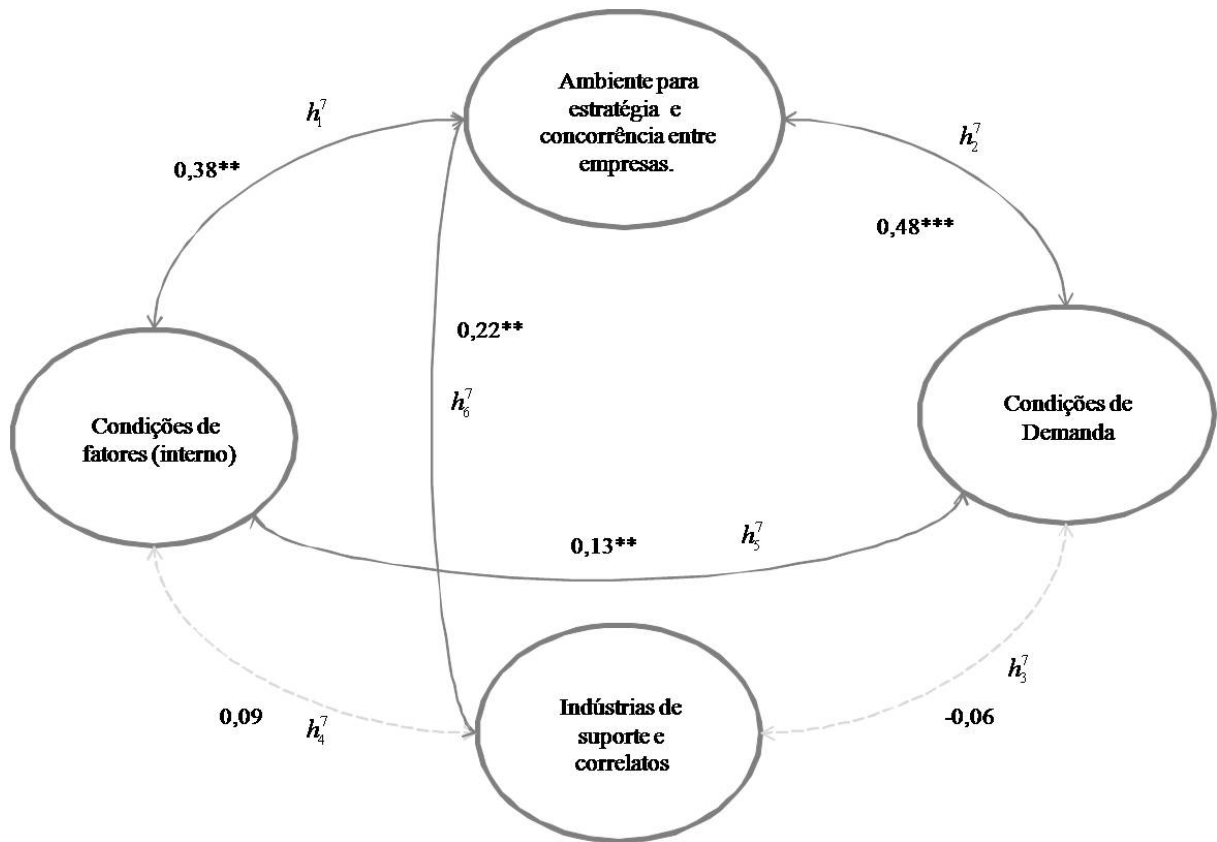 Ambiente para
estratégia e
concorrência entre
empresas.
h₁⁷
0,38**
h₂⁷
0,48***
0,22**
h₆⁷
Condições de
fatores (interno)
Condições de
Demanda
0,13**
h₅⁷
Indústrias de
suporte e
correlatos
0,09
h₄⁷
h₃⁷
-0,06